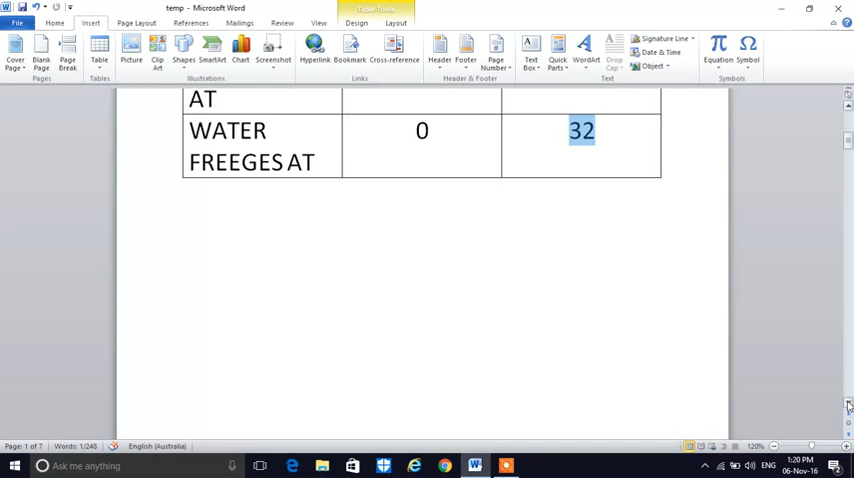 temp - Microsoft Word
Table Tools
File Home Insert Page Layout References Mailings Review View Design Layout
Cover Page
Blank Page
Page Break
Pages
Table
Tables
Picture
Clip Art
Shapes
SmartArt
Chart
Screenshot
Illustrations
Hyperlink
Bookmark
Cross-reference
Links
Header
Footer
Page Number
Header & Footer
Text Box
Quick Parts
WordArt
Drop Cap
Signature Line
Date & Time
Object
Text
Equation
Symbol
Symbols
AT
WATER FREEGES AT
0
32
Page: 1 of 7 Words: 1/248 English (Australia) 120%
Ask me anything
ENG
1:20 PM
06-Nov-16
2